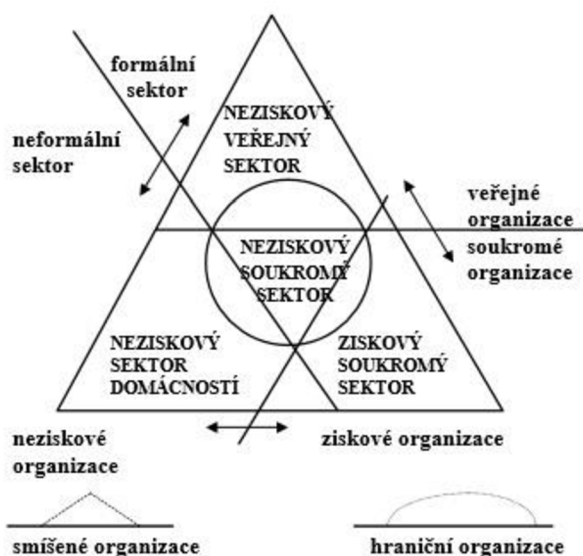 formální
sektor
neformální
sektor
NEZISKOVÝ
VEŘEJNÝ
SEKTOR
veřejné
organizace
soukromé
organizace
NEZISKOVÝ
SOUKROMÝ
SEKTOR
NEZISKOVÝ
SEKTOR
DOMÁCNOSTÍ
ZISKOVÝ
SOUKROMÝ
SEKTOR
neziskové
organizace
ziskové organizace
smíšené organizace
hraniční organizace